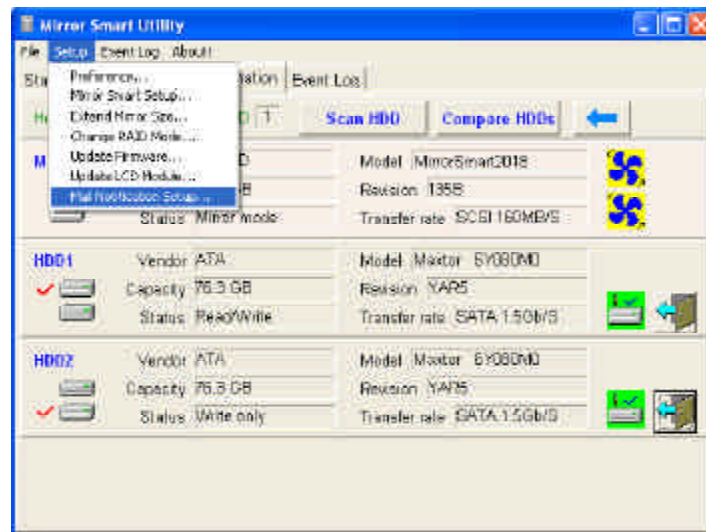 Mirror Smart Utility
File Setup Event Log About!
Preference...
Mirror Smart Setup...
Extend Mirror Size...
Change RAID Mode...
Update Firmware...
Update LCD Module...
Mail Notification Setup...
Event Log
1 Scan HDD Compare HDDs
Model MirrorSmart2018
Revision 135B
Status Mirror mode Transfer rate SCSI 160MB/S
HDD1 Vendor ATA Model Maxtor 6Y080M0
Capacity 76.3 GB Revision YAR5
Status Read/Write Transfer rate SATA 1.5Gb/S
HDD2 Vendor ATA Model Maxtor 6Y080M0
Capacity 76.3 GB Revision YAR5
Status Write only Transfer rate SATA 1.5Gb/S